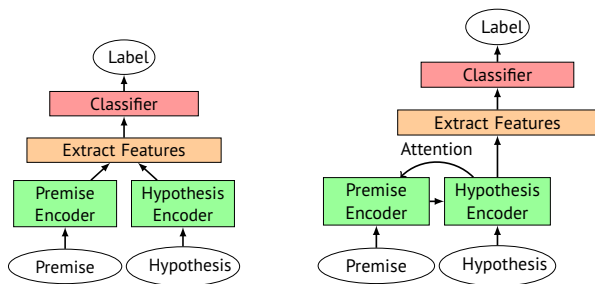 Label
Classifier
Extract Features
Premise
Encoder
Hypothesis
Encoder
Premise
Hypothesis
Label
Classifier
Extract Features
Attention
Premise
Encoder
Hypothesis
Encoder
Premise
Hypothesis